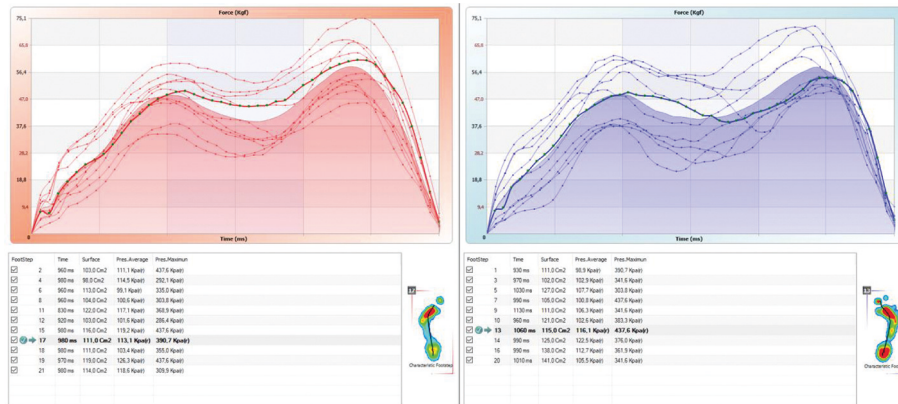 Force (Kgf)
75,1
65,8
56,4
47,0
37,6
28,2
18,8
9,4
0
Time (ms)
FootStep Time Surface Pres.Average Pres.Maximun
2 960 ms 103,0 Cm2 111,1 Kpa(r) 437,6 Kpa(r)
4 980 ms 98,0 Cm2 114,5 Kpa(r) 292,1 Kpa(r)
6 960 ms 113,0 Cm2 99,1 Kpa(r) 335,0 Kpa(r)
8 960 ms 104,0 Cm2 100,6 Kpa(r) 303,8 Kpa(r)
11 830 ms 122,0 Cm2 117,1 Kpa(r) 368,9 Kpa(r)
12 920 ms 103,0 Cm2 101,6 Kpa(r) 286,4 Kpa(r)
15 980 ms 116,0 Cm2 119,2 Kpa(r) 437,6 Kpa(r)
17 980 ms 111,0 Cm2 113,1 Kpa(r) 390,7 Kpa(r)
18 980 ms 111,0 Cm2 103,4 Kpa(r) 355,0 Kpa(r)
19 970 ms 119,0 Cm2 126,3 Kpa(r) 437,6 Kpa(r)
21 980 ms 114,0 Cm2 118,6 Kpa(r) 309,9 Kpa(r)
17
Characteristic Footstep
Force (Kgf)
75,1
65,8
56,4
47,0
37,6
28,2
18,8
9,4
0
Time (ms)
FootStep Time Surface Pres.Average Pres.Maximun
1 930 ms 111,0 Cm2 98,9 Kpa(r) 390,7 Kpa(r)
3 970 ms 102,0 Cm2 102,9 Kpa(r) 341,6 Kpa(r)
5 1030 ms 127,0 Cm2 107,7 Kpa(r) 303,8 Kpa(r)
7 990 ms 105,0 Cm2 100,8 Kpa(r) 437,6 Kpa(r)
9 1130 ms 111,0 Cm2 106,3 Kpa(r) 341,6 Kpa(r)
10 960 ms 121,0 Cm2 102,6 Kpa(r) 383,3 Kpa(r)
13 1060 ms 115,0 Cm2 116,1 Kpa(r) 437,6 Kpa(r)
14 990 ms 125,0 Cm2 122,5 Kpa(r) 376,0 Kpa(r)
16 990 ms 138,0 Cm2 112,7 Kpa(r) 361,9 Kpa(r)
20 1010 ms 141,0 Cm2 105,5 Kpa(r) 341,6 Kpa(r)
Characteristic Footstep